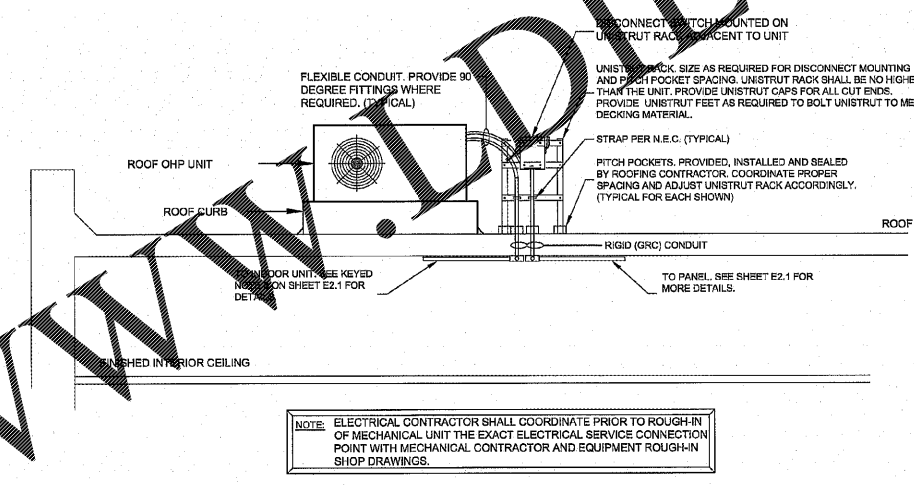 DISCONNECT SWITCH MOUNTED ON
UNISTRUT RACK ADJACENT TO UNIT
FLEXIBLE CONDUIT. PROVIDE 90
DEGREE FITTINGS WHERE
REQUIRED. (TYPICAL)
UNISTRUT RACK. SIZE AS REQUIRED FOR DISCONNECT MOUNTING
AND PITCH POCKET SPACING. UNISTRUT RACK SHALL BE NO HIGHE
THAN THE UNIT. PROVIDE UNISTRUT CAPS FOR ALL CUT ENDS.
PROVIDE UNISTRUT FEET AS REQUIRED TO BOLT UNISTRUT TO ME
DECKING MATERIAL.
STRAP PER N.E.C. (TYPICAL)
ROOF OHP UNIT
PITCH POCKETS. PROVIDED, INSTALLED AND SEALED
BY ROOFING CONTRACTOR. COORDINATE PROPER
SPACING AND ADJUST UNISTRUT RACK ACCORDINGLY.
(TYPICAL FOR EACH SHOWN)
ROOF CURB
ROOF
RIGID (GRC) CONDUIT
TO INDOOR UNIT. SEE KEYED
NOTES ON SHEET E2.1 FOR
DETAILS.
TO PANEL. SEE SHEET E2.1 FOR
MORE DETAILS.
FINISHED INTERIOR CEILING
NOTE: ELECTRICAL CONTRACTOR SHALL COORDINATE PRIOR TO ROUGH-IN
OF MECHANICAL UNIT THE EXACT ELECTRICAL SERVICE CONNECTION
POINT WITH MECHANICAL CONTRACTOR AND EQUIPMENT ROUGH-IN
SHOP DRAWINGS.
WWW.LDIE